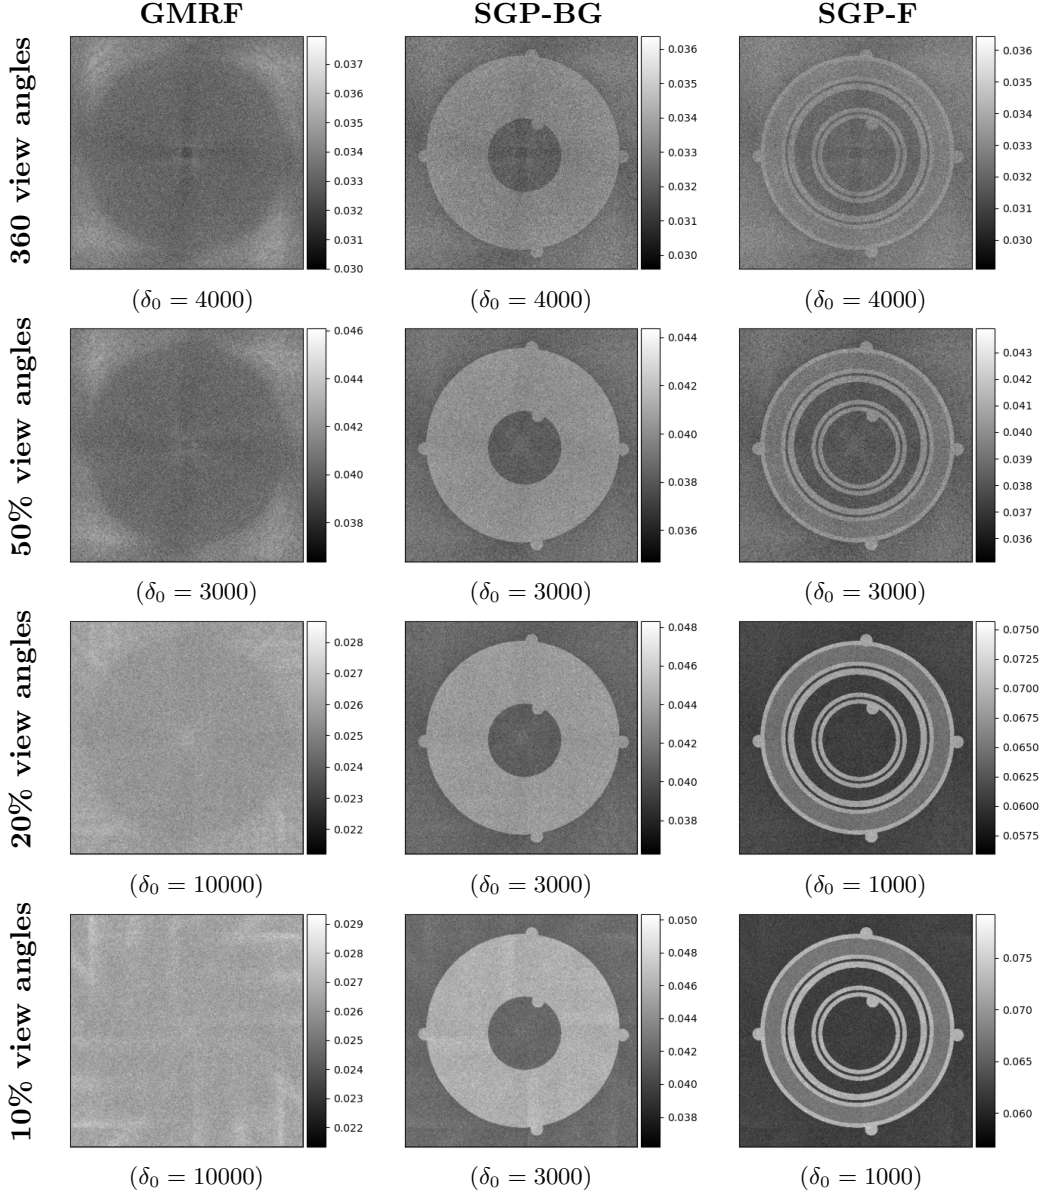 GMRF SGP-BG SGP-F
360 view angles
0.037 0.036 0.036
0.036 0.035 0.035
0.035 0.034 0.034
0.034 0.033 0.033
0.033 0.032 0.032
0.032 0.031 0.031
0.031 0.030 0.030
0.030
(δ0 = 4000) (δ0 = 4000) (δ0 = 4000)
50% view angles
0.046 0.044 0.043
0.044 0.042 0.042
0.042 0.040 0.041
0.040 0.038 0.040
0.038 0.036 0.039
0.038
0.037
0.036
(δ0 = 3000) (δ0 = 3000) (δ0 = 3000)
20% view angles
0.028 0.048 0.0750
0.027 0.046 0.0725
0.026 0.044 0.0700
0.025 0.042 0.0675
0.024 0.040 0.0650
0.023 0.038 0.0625
0.022 0.0600
0.0575
(δ0 = 10000) (δ0 = 3000) (δ0 = 1000)
10% view angles
0.029 0.050 0.075
0.028 0.048 0.070
0.027 0.046 0.065
0.026 0.044 0.060
0.025 0.042
0.024 0.040
0.023 0.038
0.022
(δ0 = 10000) (δ0 = 3000) (δ0 = 1000)